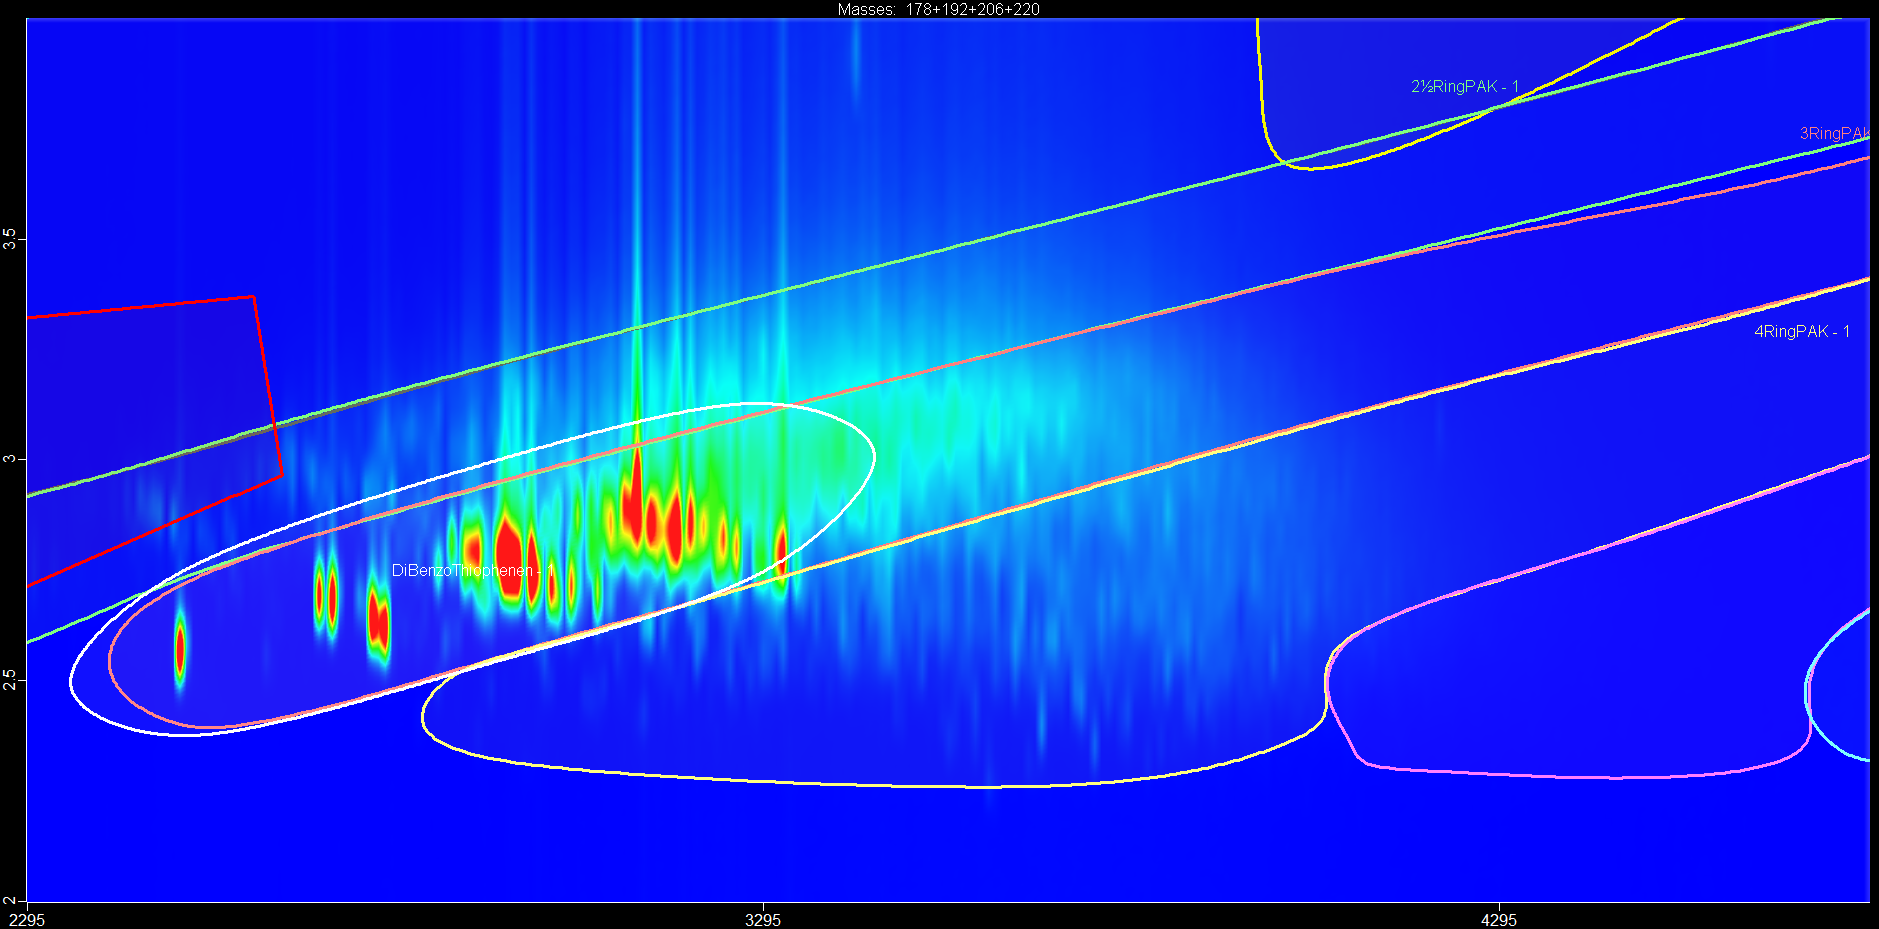 Masses: 178+192+206+220
2½RingPAK - 1
3RingPAK
3.5
4RingPAK - 1
3
DiBenzoThiophenen - 1
2.5
2
2295 3295 4295